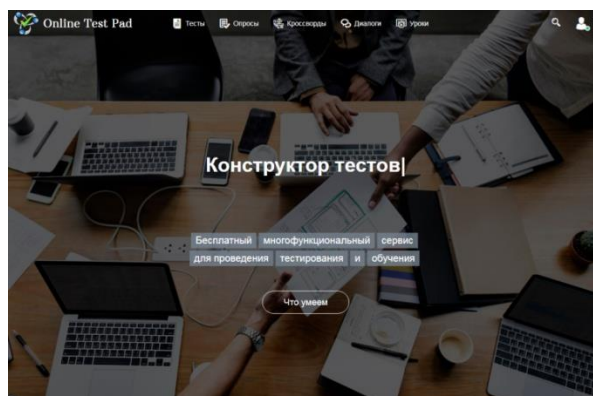 Online Test Pad
Тесты Опросы Кроссворды Диалоги Уроки
Конструктор тестов
Бесплатный многофункциональный сервис
для проведения тестирования и обучения
Что умеем